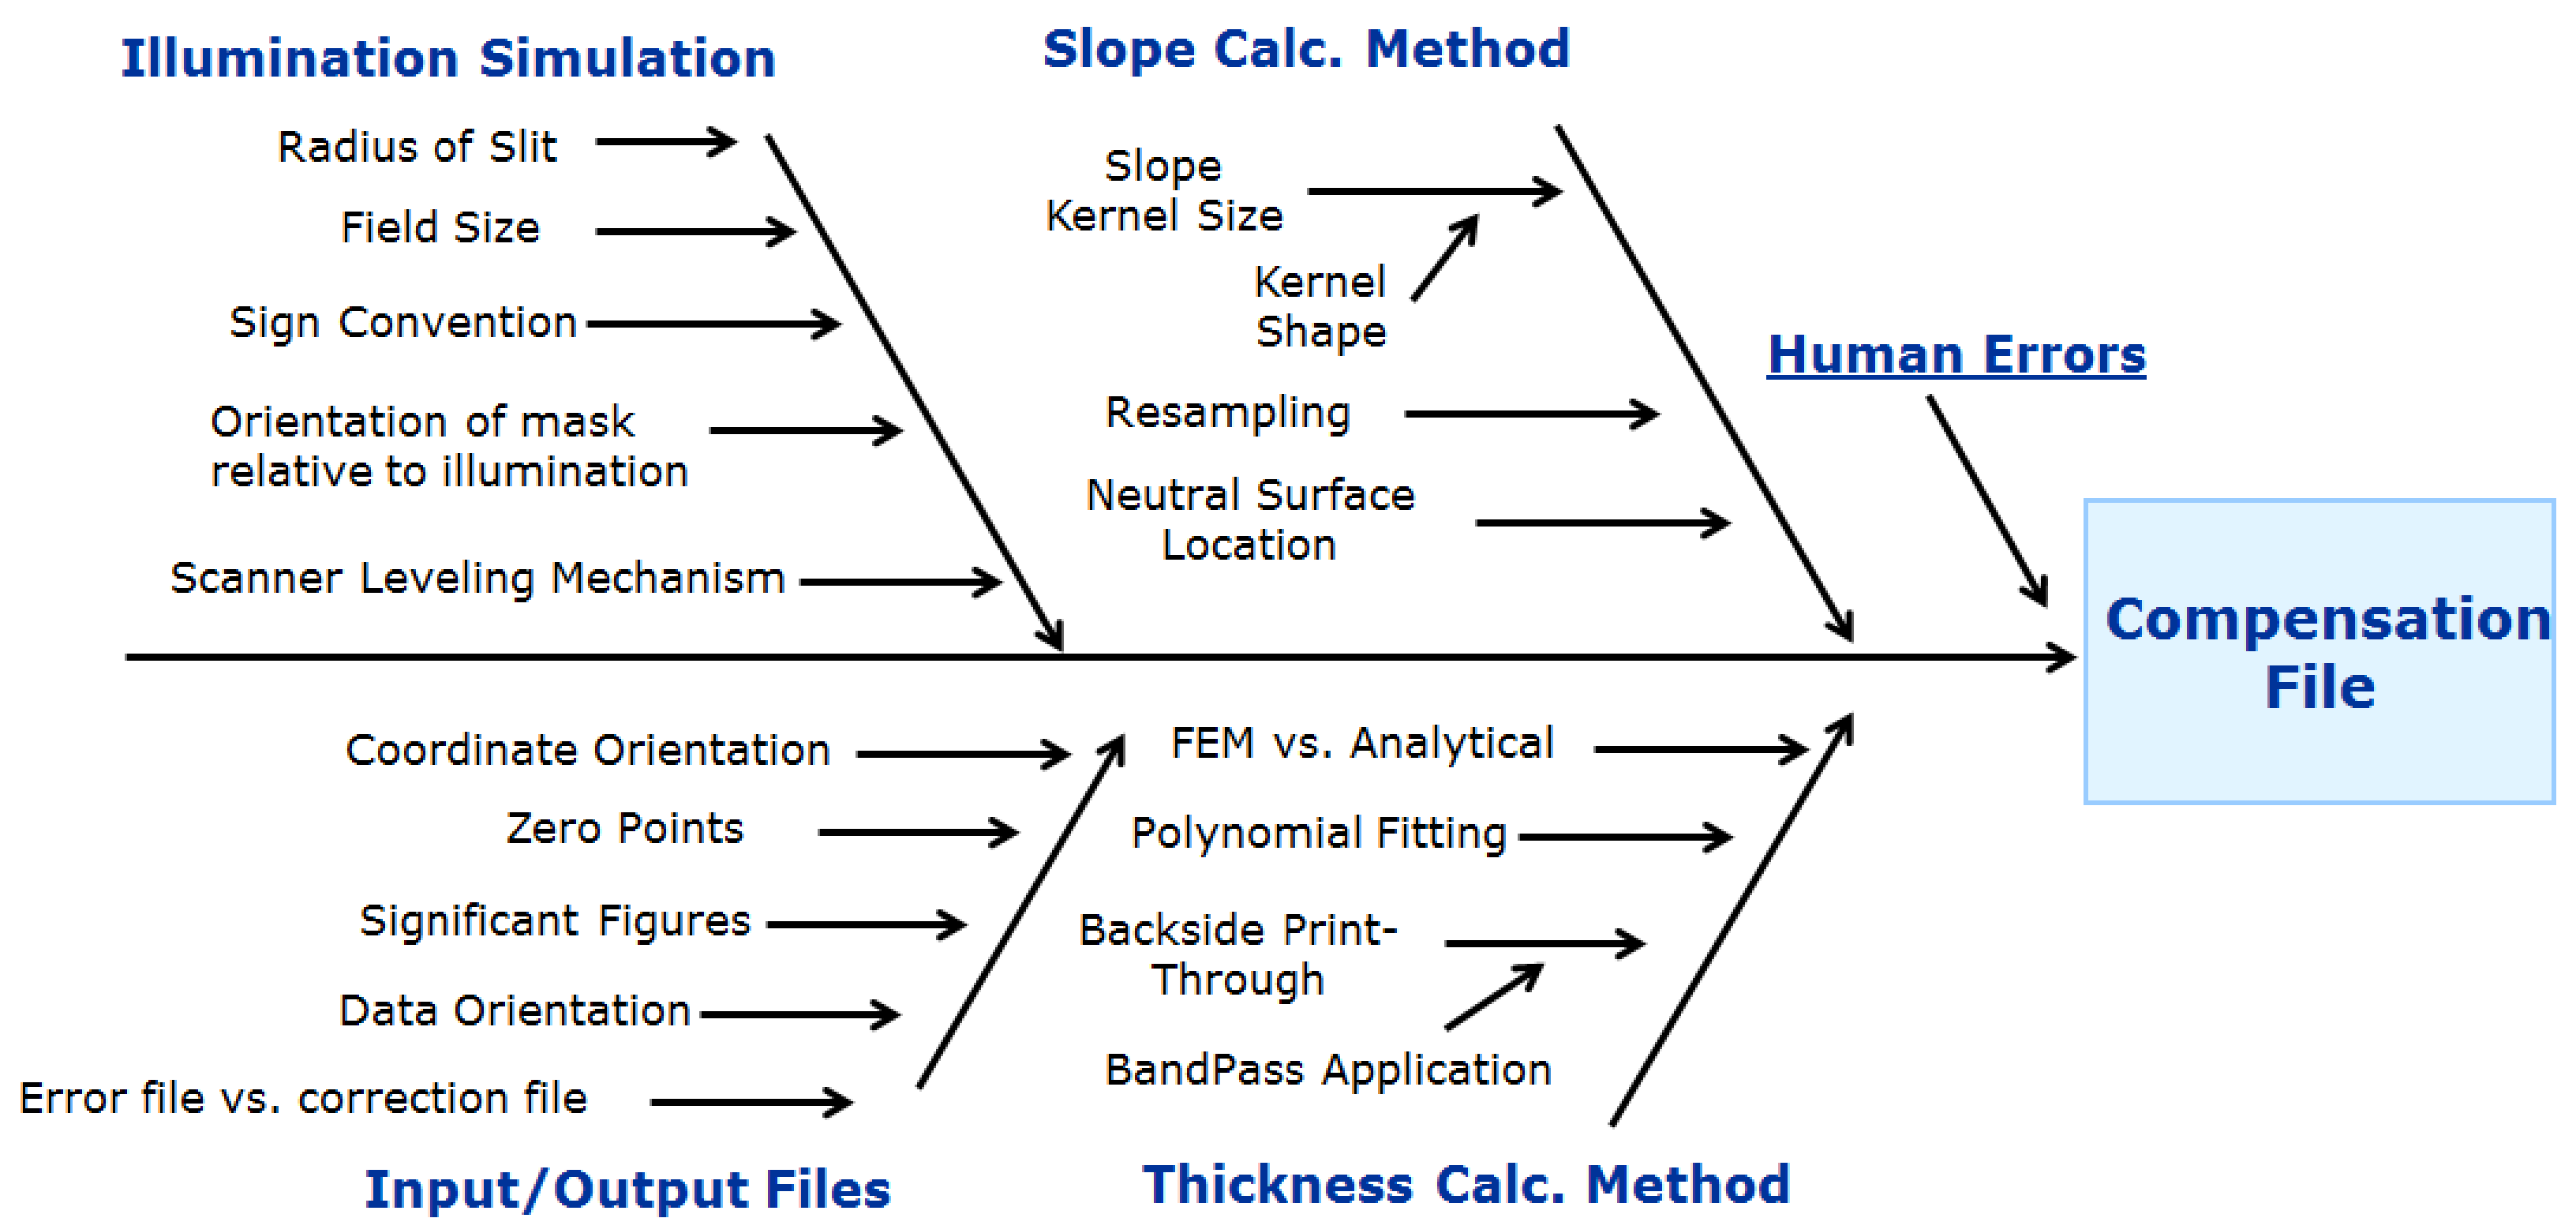 Illumination Simulation
Radius of Slit
Field Size
Sign Convention
Orientation of mask
relative to illumination
Scanner Leveling Mechanism
Slope Calc. Method
Slope
Kernel Size
Kernel
Shape
Resampling
Neutral Surface
Location
Human Errors
Compensation
File
Coordinate Orientation
Zero Points
Significant Figures
Data Orientation
Error file vs. correction file
Input/Output Files
FEM vs. Analytical
Polynomial Fitting
Backside Print-
Through
BandPass Application
Thickness Calc. Method